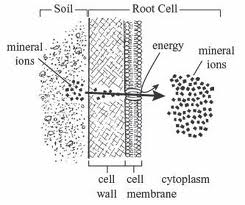 Soil Root Cell
mineral
ions
energy
mineral
ions
cell
wall
cell
membrane
cytoplasm